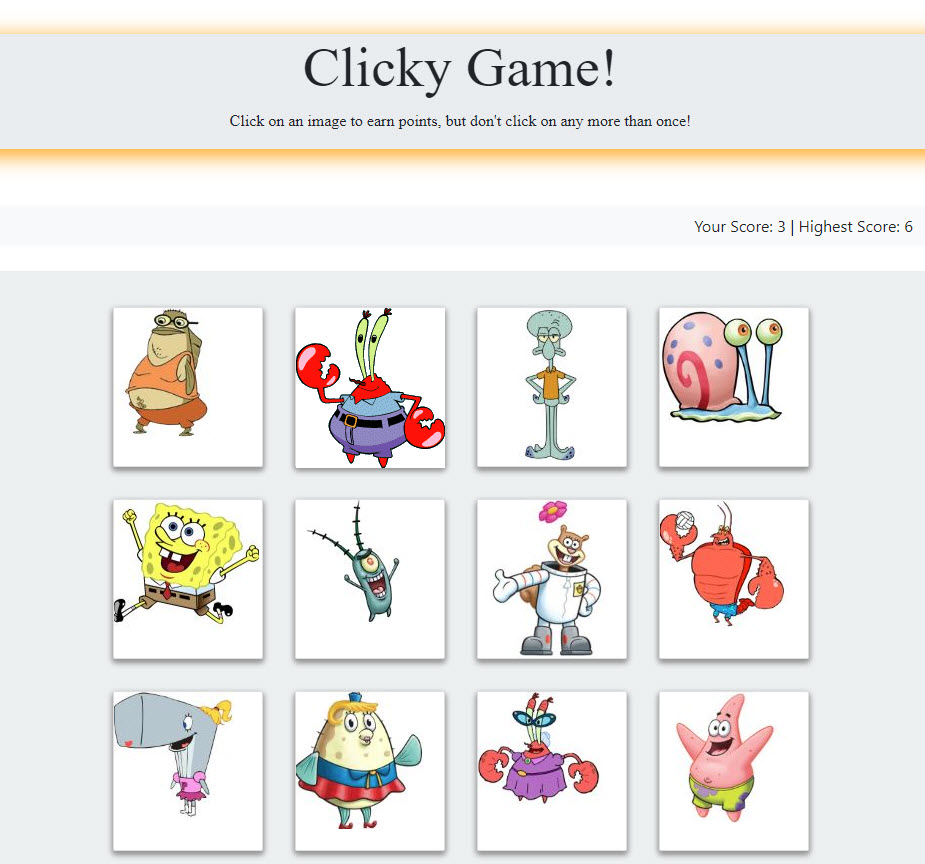 Clicky Game!
Click on an image to earn points, but don't click on any more than once!
Your Score: 3 | Highest Score: 6